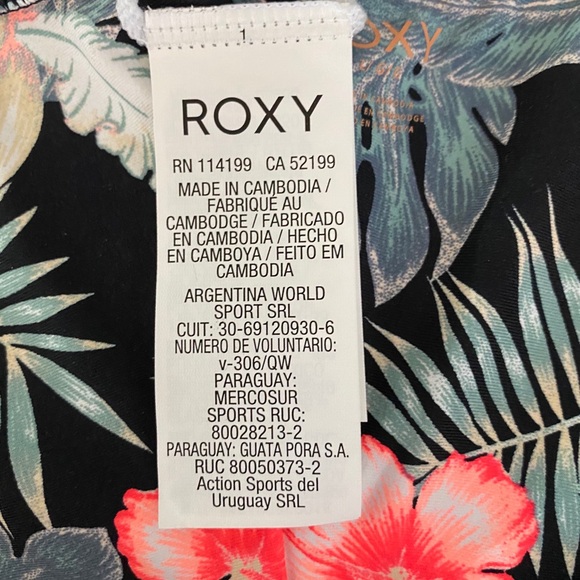 1
ROXY
RN 114199 CA 52199
MADE IN CAMBODIA /
FABRIQUÉ AU
CAMBODGE / FABRICADO
EN CAMBODIA / HECHO
EN CAMBOYA / FEITO EM
CAMBODIA
ARGENTINA WORLD
SPORT SRL
CUIT: 30-69120930-6
NUMERO DE VOLUNTARIO:
v-306/QW
PARAGUAY:
MERCOSUR
SPORTS RUC:
80028213-2
PARAGUAY: GUATA PORA S.A.
RUC 80050373-2
Action Sports del
Uruguay SRL
OXY